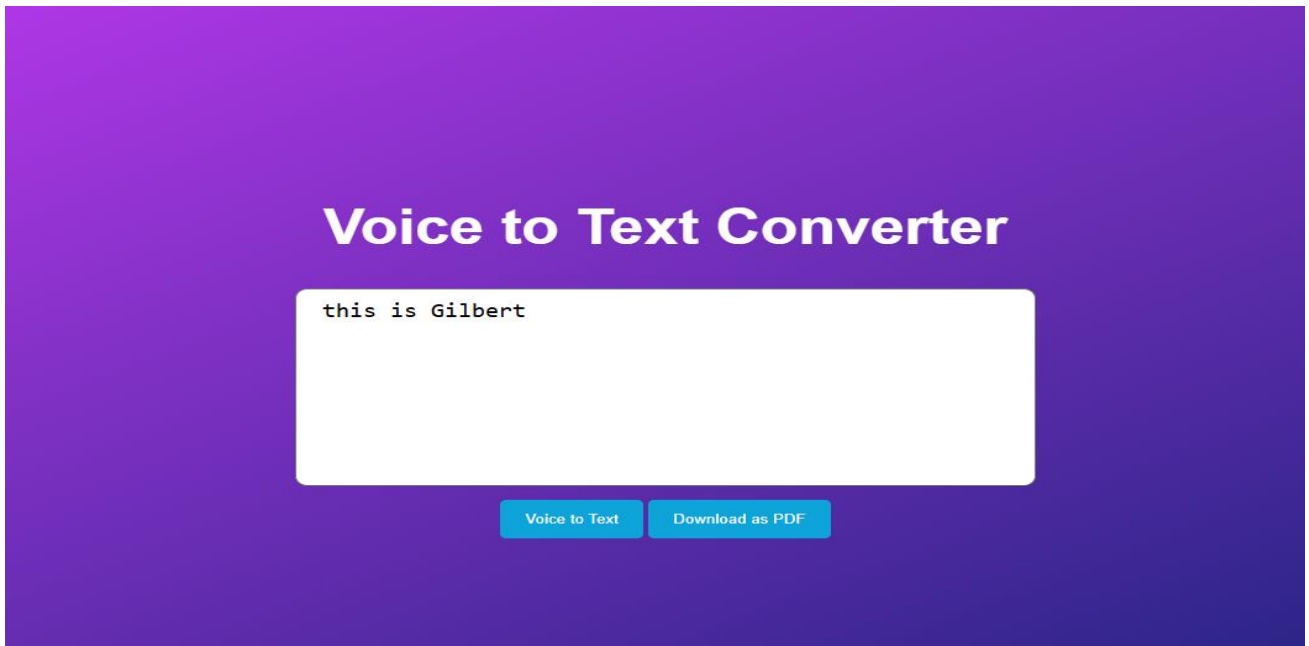 Voice to Text Converter
this is Gilbert
Voice to Text Download as PDF